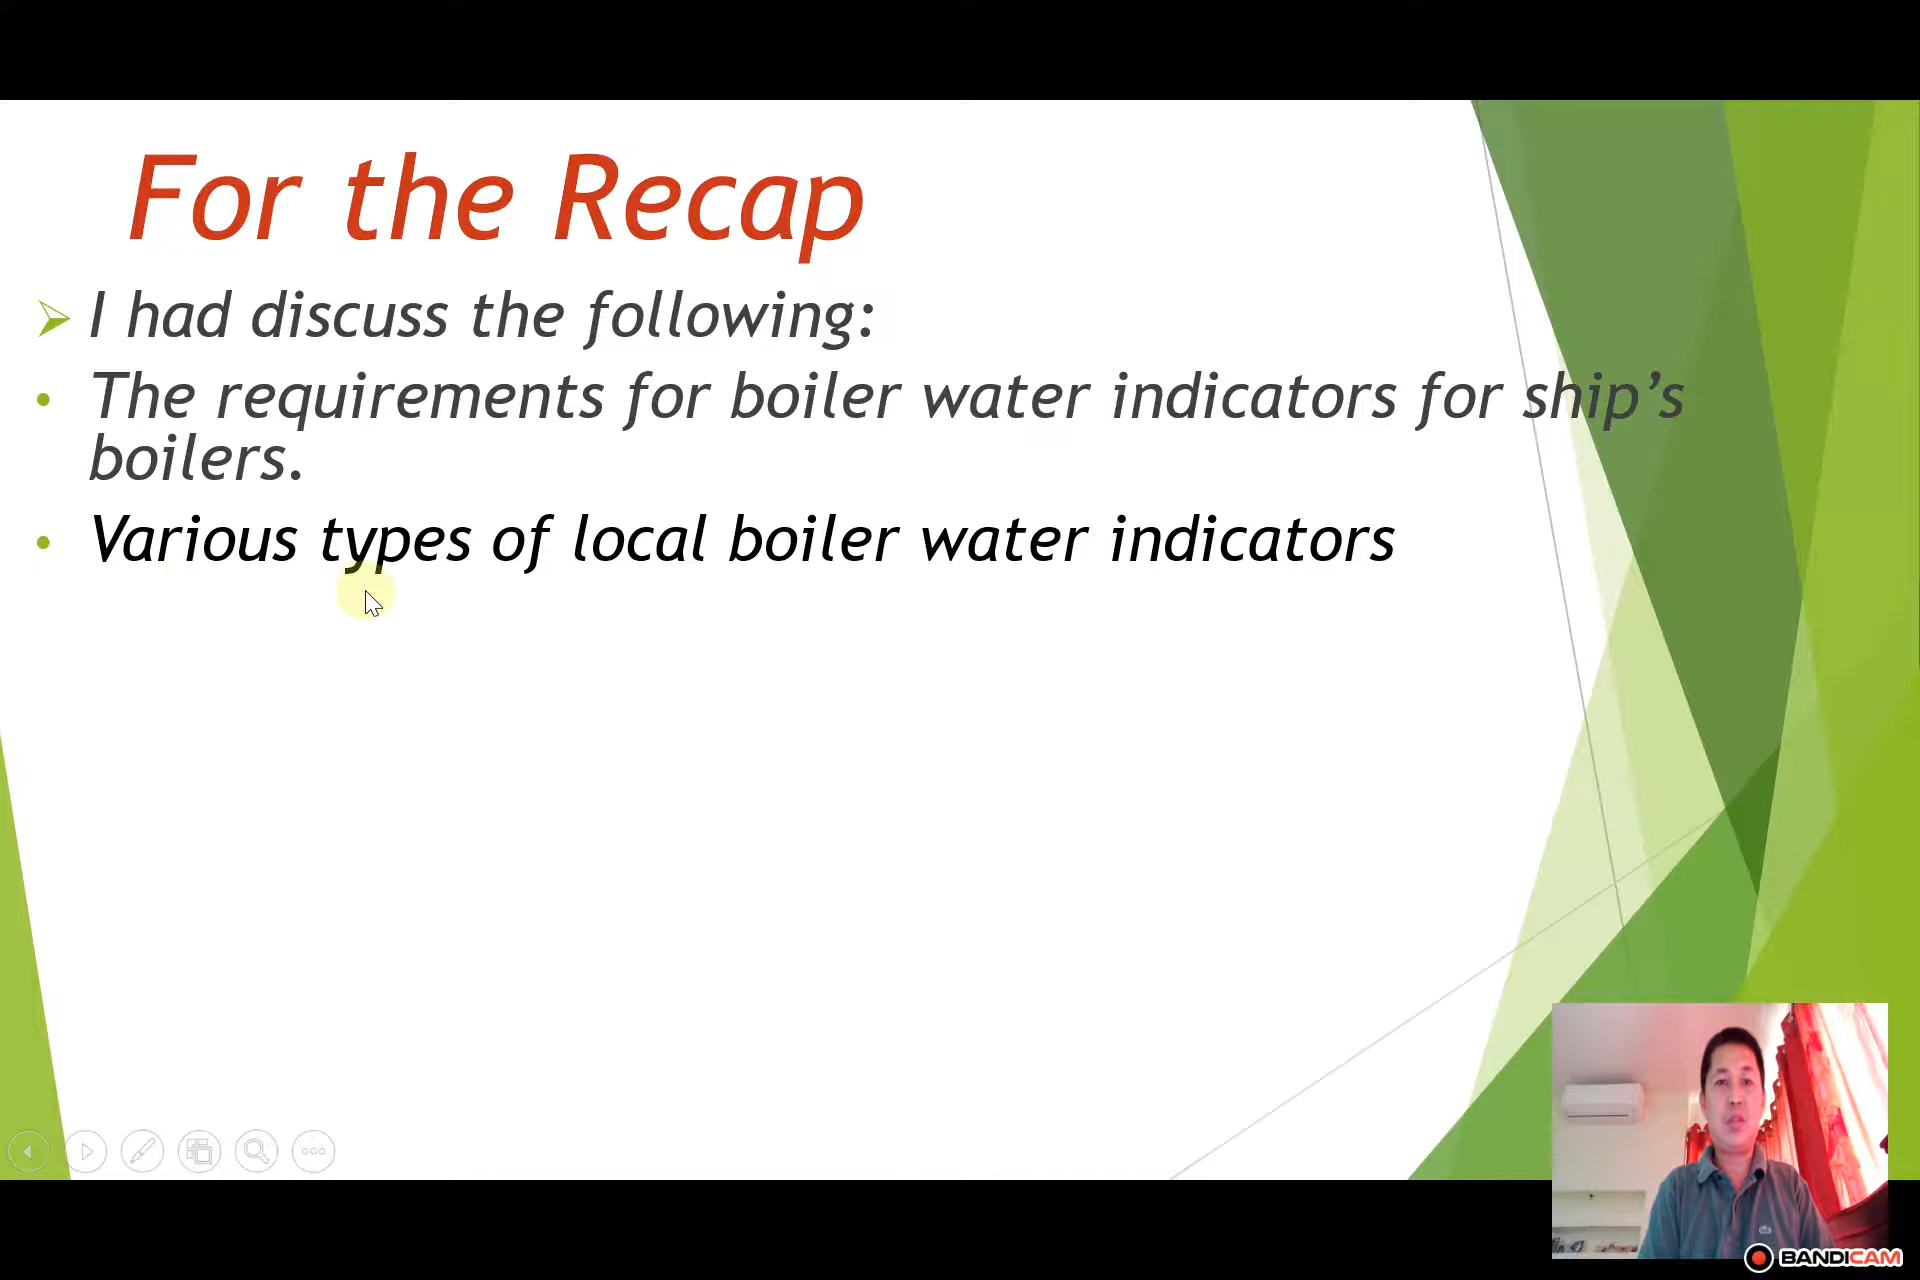 For the Recap
I had discuss the following:
The requirements for boiler water indicators for ship’s
boilers.
Various types of local boiler water indicators
BANDICAM